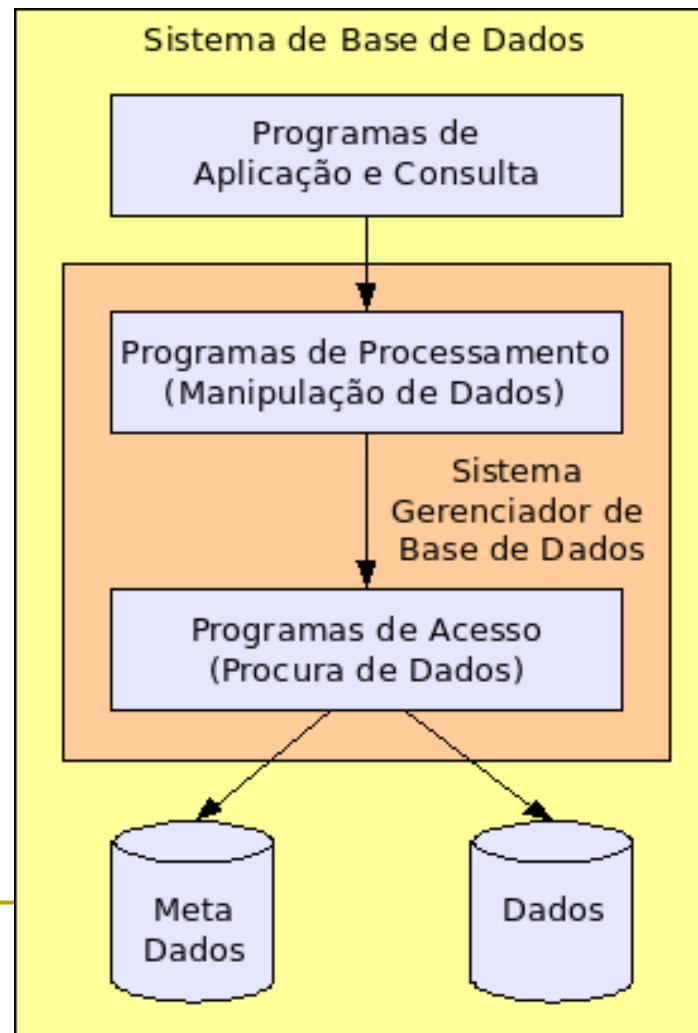 Sistema de Base de Dados
Programas de
Aplicação e Consulta
Programas de Processamento
(Manipulação de Dados)
Sistema
Gerenciador de
Base de Dados
Programas de Acesso
(Procura de Dados)
Meta
Dados
Dados